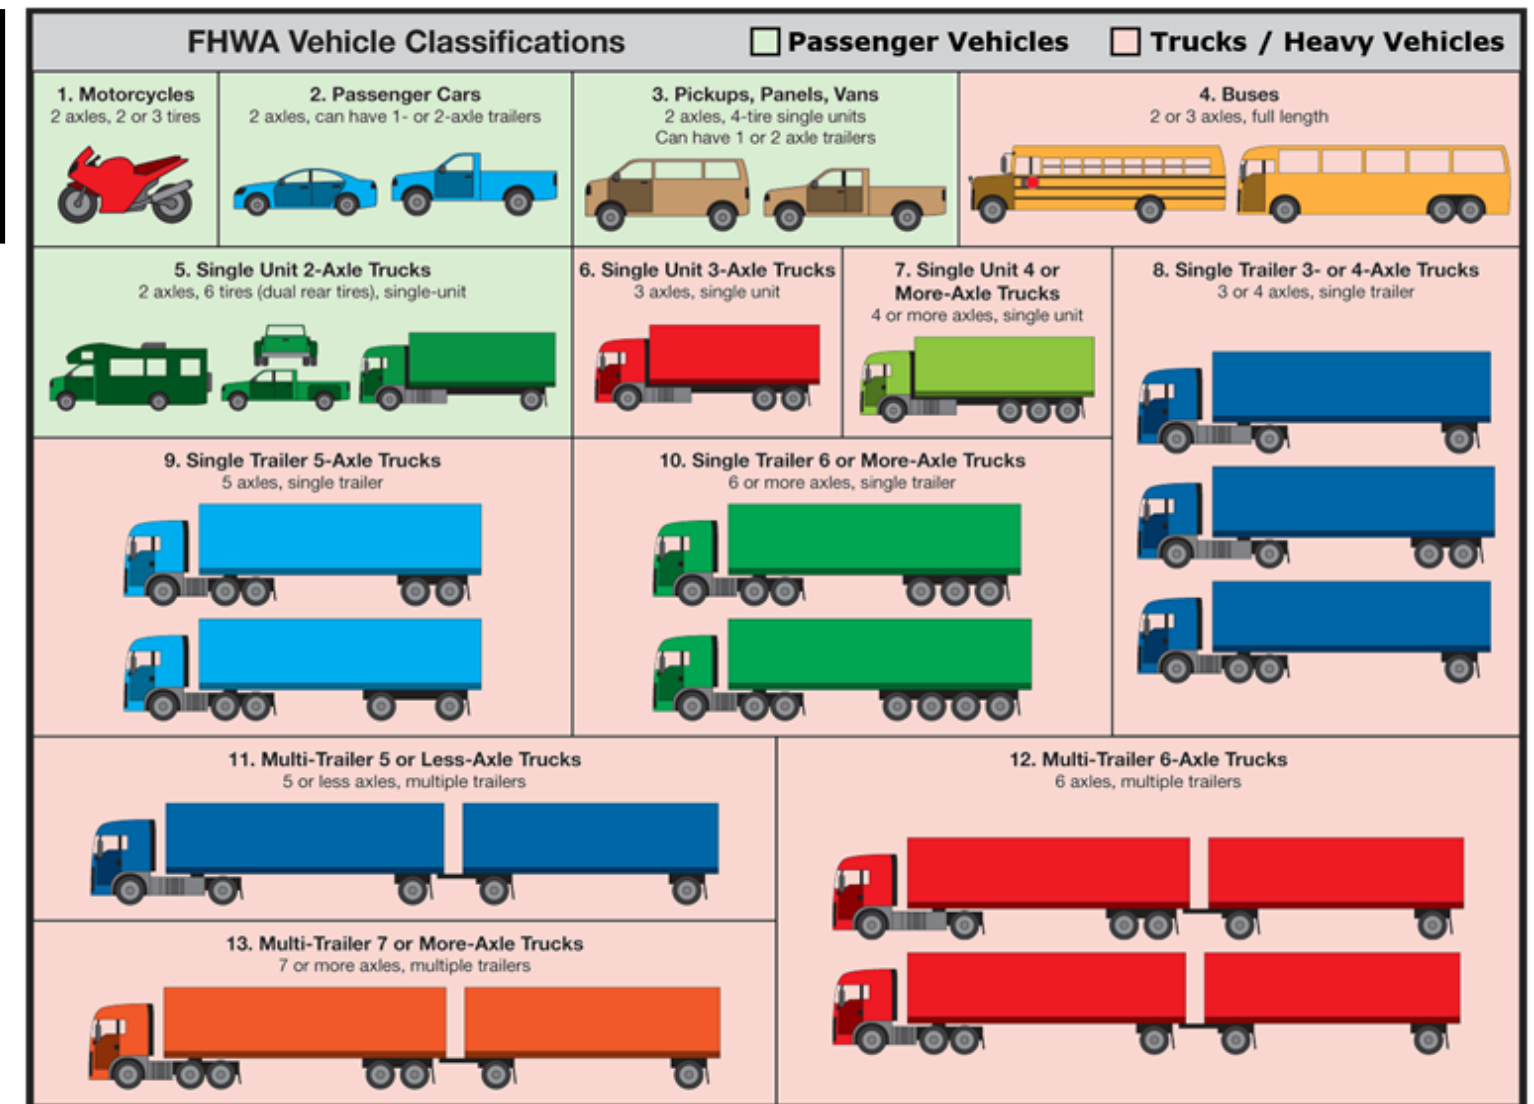 FHWA Vehicle Classifications
Passenger Vehicles
Trucks / Heavy Vehicles
1. Motorcycles
2 axles, 2 or 3 tires
2. Passenger Cars
2 axles, can have 1- or 2-axle trailers
3. Pickups, Panels, Vans
2 axles, 4-tire single units
Can have 1 or 2 axle trailers
4. Buses
2 or 3 axles, full length
5. Single Unit 2-Axle Trucks
2 axles, 6 tires (dual rear tires), single-unit
6. Single Unit 3-Axle Trucks
3 axles, single unit
7. Single Unit 4 or
More-Axle Trucks
4 or more axles, single unit
8. Single Trailer 3- or 4-Axle Trucks
3 or 4 axles, single trailer
9. Single Trailer 5-Axle Trucks
5 axles, single trailer
10. Single Trailer 6 or More-Axle Trucks
6 or more axles, single trailer
11. Multi-Trailer 5 or Less-Axle Trucks
5 or less axles, multiple trailers
12. Multi-Trailer 6-Axle Trucks
6 axles, multiple trailers
13. Multi-Trailer 7 or More-Axle Trucks
7 or more axles, multiple trailers